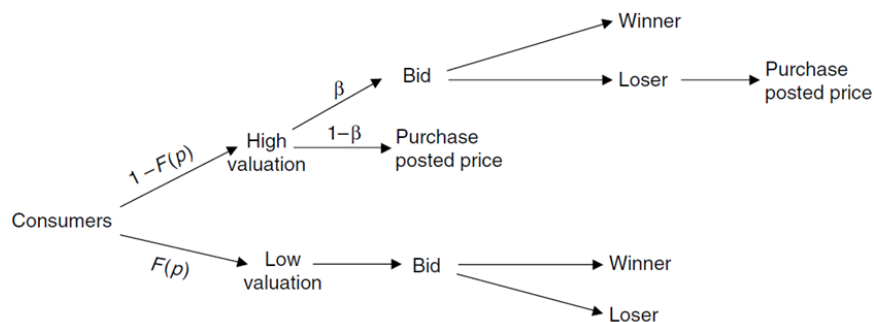 Winner
Bid
Loser
Purchase
posted price
β
1–β
High
valuation
Purchase
posted price
1–F(p)
Consumers
F(p)
Low
valuation
Bid
Winner
Loser